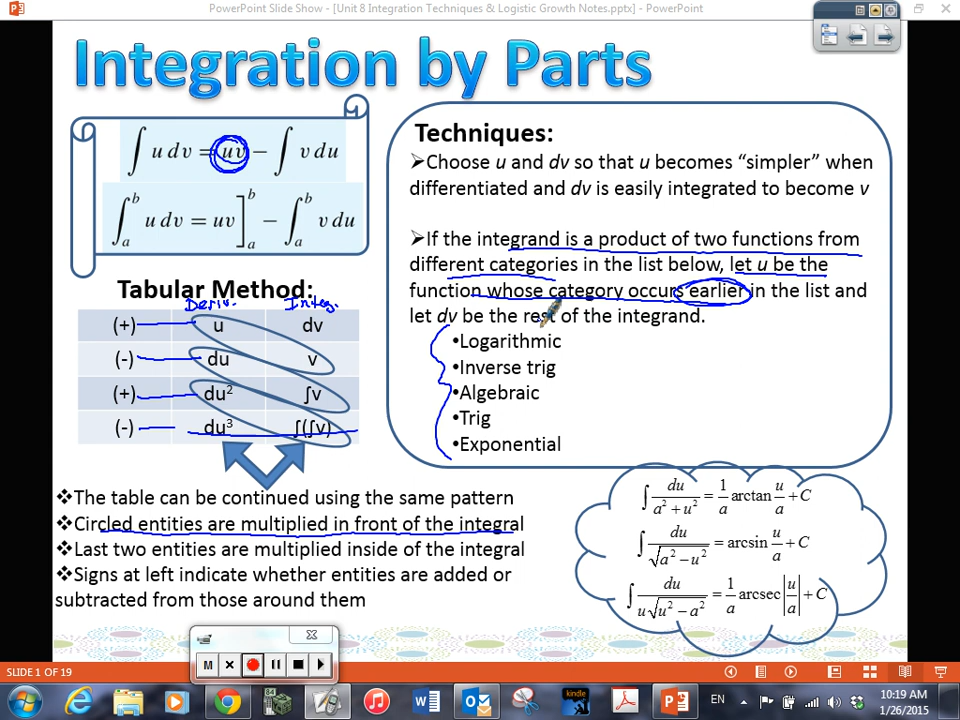 PowerPoint Slide Show - [Unit 8 Integration Techniques & Logistic Growth Notes.pptx] - PowerPoint
Integration by Parts
∫ u dv = uv − ∫ v du
∫ₐᵇ u dv = uv]ₐᵇ − ∫ₐᵇ v du
Tabular Method:
Deriv. Integ.
(+) u dv
(-) du v
(+) du² ∫v
(-) du³ ∫(∫v)
❖The table can be continued using the same pattern
❖Circled entities are multiplied in front of the integral
❖Last two entities are multiplied inside of the integral
❖Signs at left indicate whether entities are added or
subtracted from those around them
Techniques:
➢Choose u and dv so that u becomes “simpler” when
differentiated and dv is easily integrated to become v
➢If the integrand is a product of two functions from
different categories in the list below, let u be the
function whose category occurs earlier in the list and
let dv be the rest of the integrand.
•Logarithmic
•Inverse trig
•Algebraic
•Trig
•Exponential
∫ du/(a² + u²) = 1/a arctan u/a + C
∫ du/√(a² − u²) = arcsin u/a + C
∫ du/(u√(u² − a²)) = 1/a arcsec |u/a| + C
M
SLIDE 1 OF 19
84
kindle
EN
10:19 AM
1/26/2015